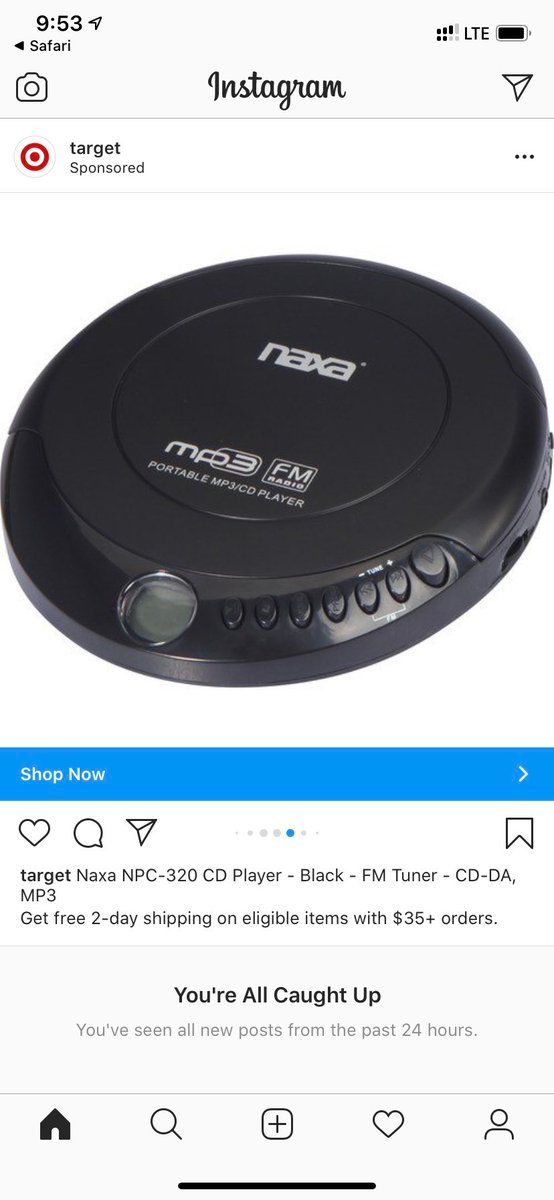 9:53
LTE
◀ Safari
Instagram
target
Sponsored
naxa
mp3
FM
RADIO
PORTABLE MP3/CD PLAYER
- TUNE +
FM
Shop Now
target Naxa NPC-320 CD Player - Black - FM Tuner - CD-DA,
MP3
Get free 2-day shipping on eligible items with $35+ orders.
You're All Caught Up
You've seen all new posts from the past 24 hours.